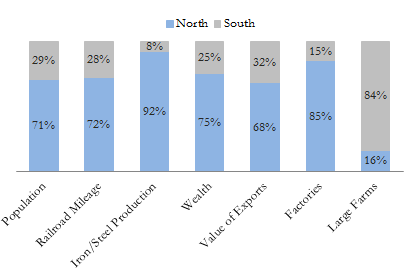 North South
29% 28% 8% 25% 32% 15% 84%
71% 72% 92% 75% 68% 85% 16%
Population Railroad Mileage Iron/Steel Production Wealth Value of Exports Factories Large Farms